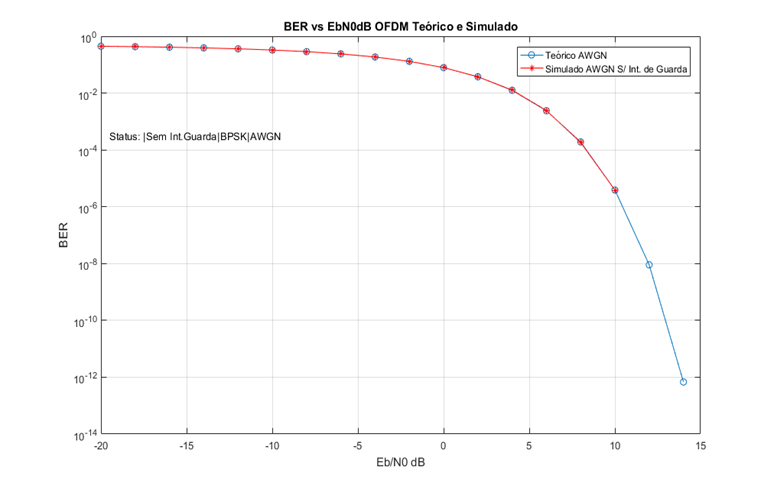 BER vs EbN0dB OFDM Teórico e Simulado
10^0
10^-2
10^-4
10^-6
10^-8
10^-10
10^-12
10^-14
BER
Teórico AWGN
Simulado AWGN S/ Int. de Guarda
Status: |Sem Int.Guarda|BPSK|AWGN
-20 -15 -10 -5 0 5 10 15
Eb/N0 dB